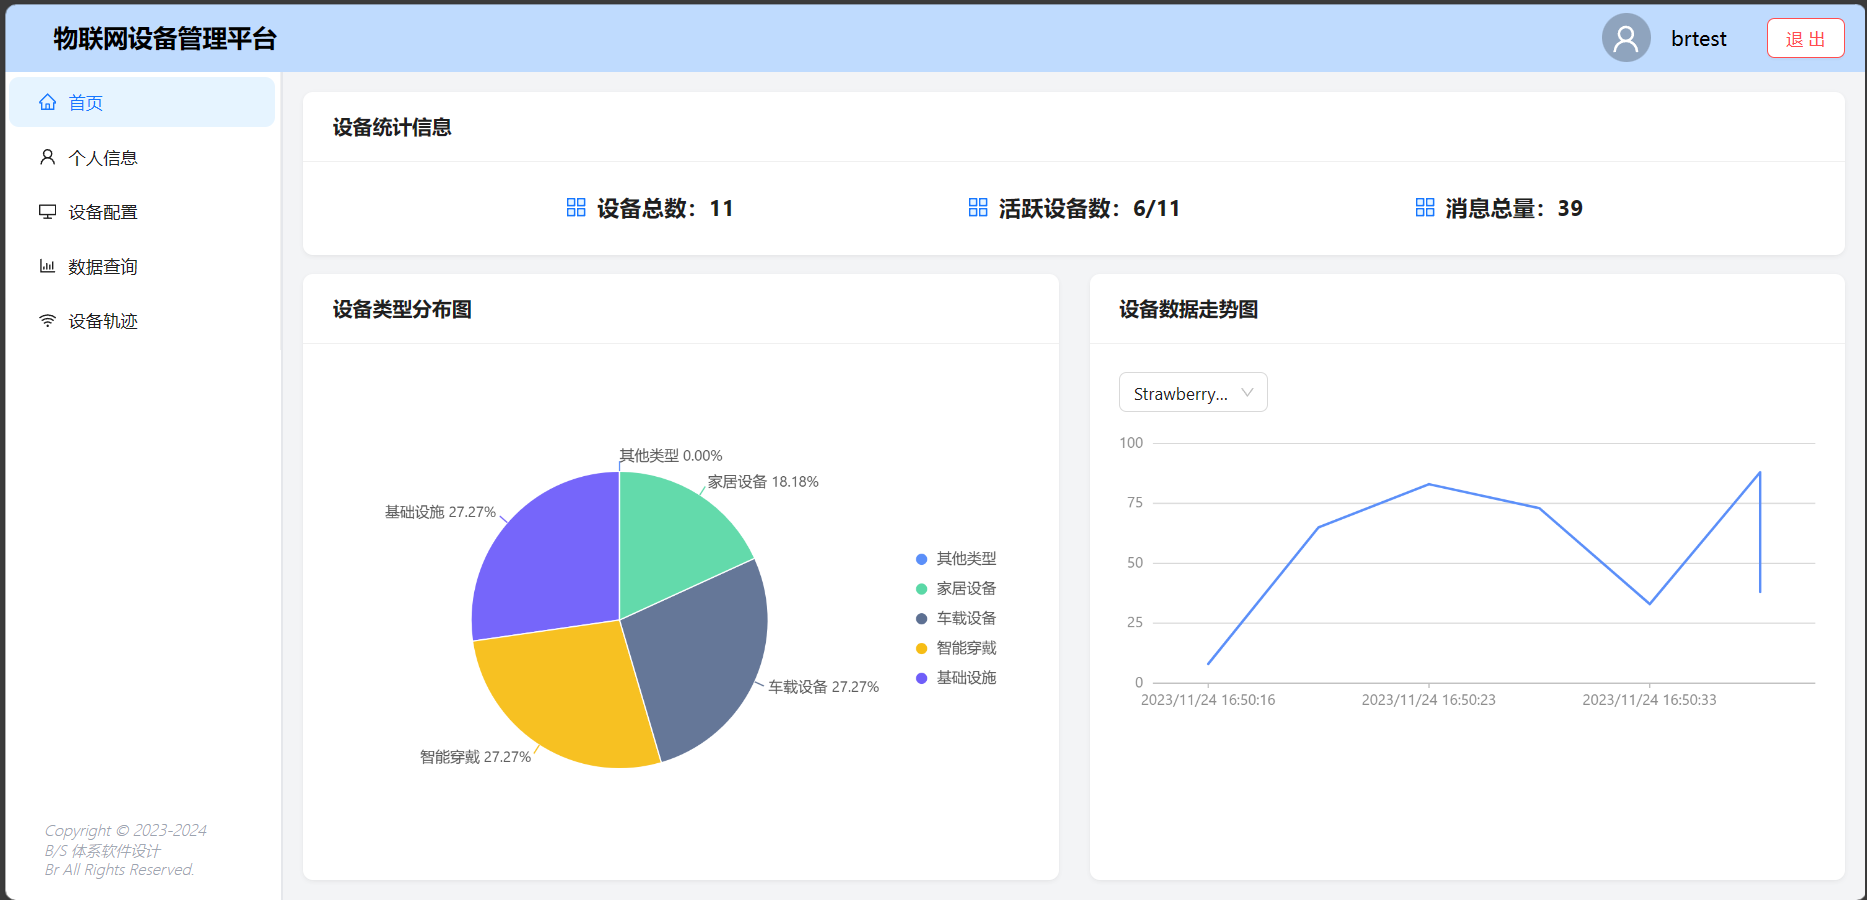 物联网设备管理平台
brtest
退 出
首页
个人信息
设备配置
数据查询
设备轨迹
Copyright © 2023-2024
B/S 体系软件设计
Br All Rights Reserved.
设备统计信息
设备总数：11
活跃设备数：6/11
消息总量：39
设备类型分布图
其他类型 0.00%
家居设备 18.18%
基础设施 27.27%
车载设备 27.27%
智能穿戴 27.27%
其他类型
家居设备
车载设备
智能穿戴
基础设施
设备数据走势图
Strawberry...
100
75
50
25
0
2023/11/24 16:50:16
2023/11/24 16:50:23
2023/11/24 16:50:33